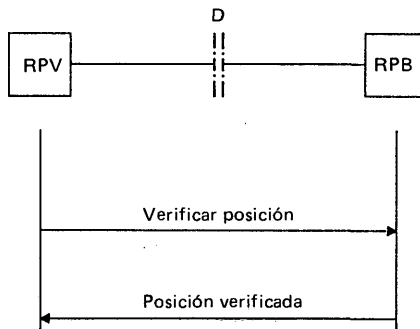 D
RPV
RPB
Verificar posición
Posición verificada